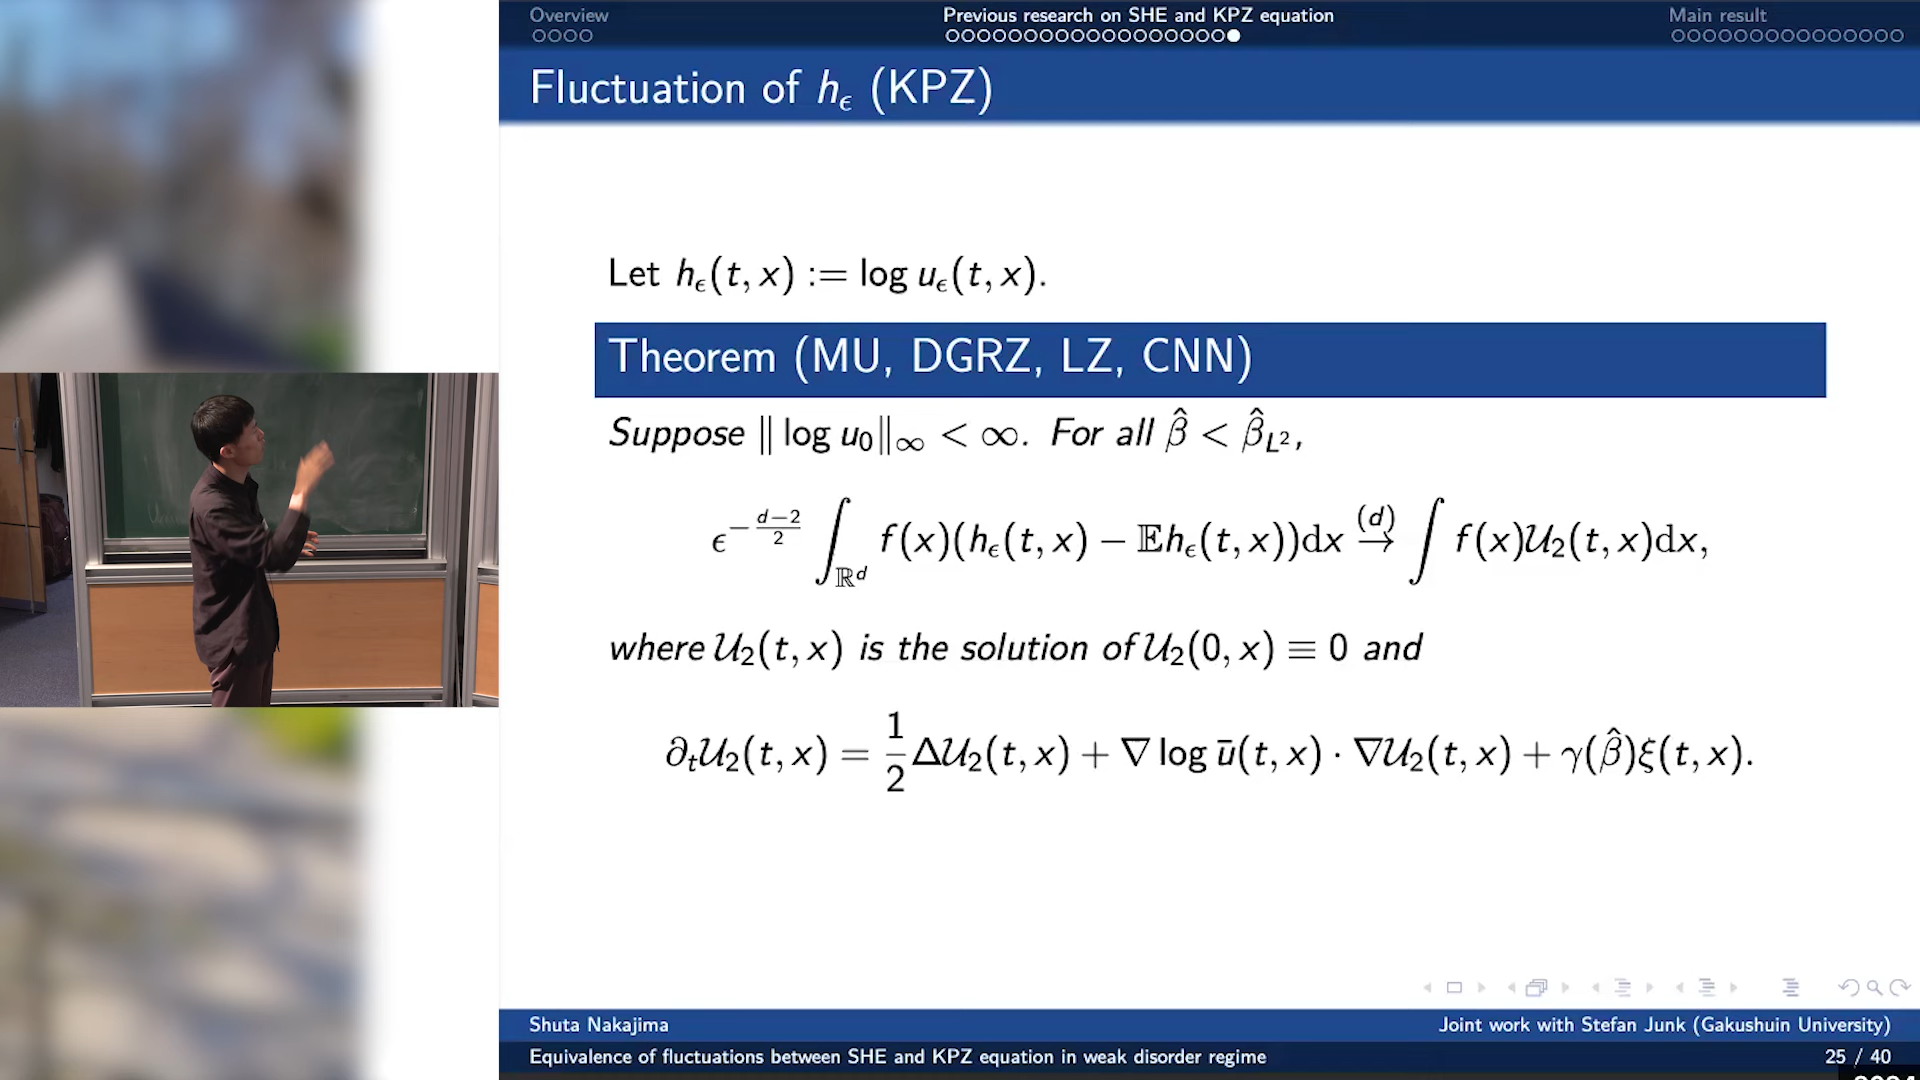 Overview
Previous research on SHE and KPZ equation
Main result
Fluctuation of hϵ (KPZ)
Let hϵ(t, x) := log uϵ(t, x).
Theorem (MU, DGRZ, LZ, CNN)
Suppose ‖ log u₀‖∞ < ∞. For all β̂ < β̂_{L²},
ϵ^{−\frac{d−2}{2}} ∫_{ℝ^d} f(x)(hϵ(t, x) − 𝔼hϵ(t, x))dx \overset{(d)}{→} ∫ f(x)𝒰₂(t, x)dx,
where 𝒰₂(t, x) is the solution of 𝒰₂(0, x) ≡ 0 and
∂ₜ𝒰₂(t, x) = \frac{1}{2}Δ𝒰₂(t, x) + ∇ log ū(t, x) · ∇𝒰₂(t, x) + γ(β̂)ξ(t, x).
Shuta Nakajima
Joint work with Stefan Junk (Gakushuin University)
Equivalence of fluctuations between SHE and KPZ equation in weak disorder regime
25 / 40